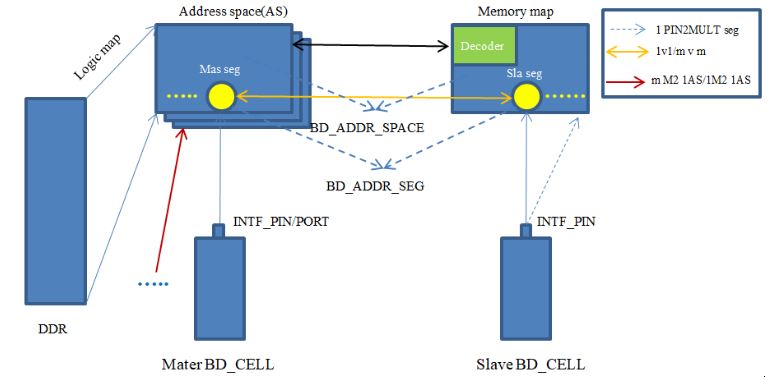 Address space(AS)
Memory map
1 PIN2MULT seg
1v1/m v m
m M2 1AS/1M2 1AS
Logic map
Decoder
Mas seg
Sla seg
BD_ADDR_SPACE
BD_ADDR_SEG
INTF_PIN/PORT
INTF_PIN
DDR
Mater BD_CELL
Slave BD_CELL